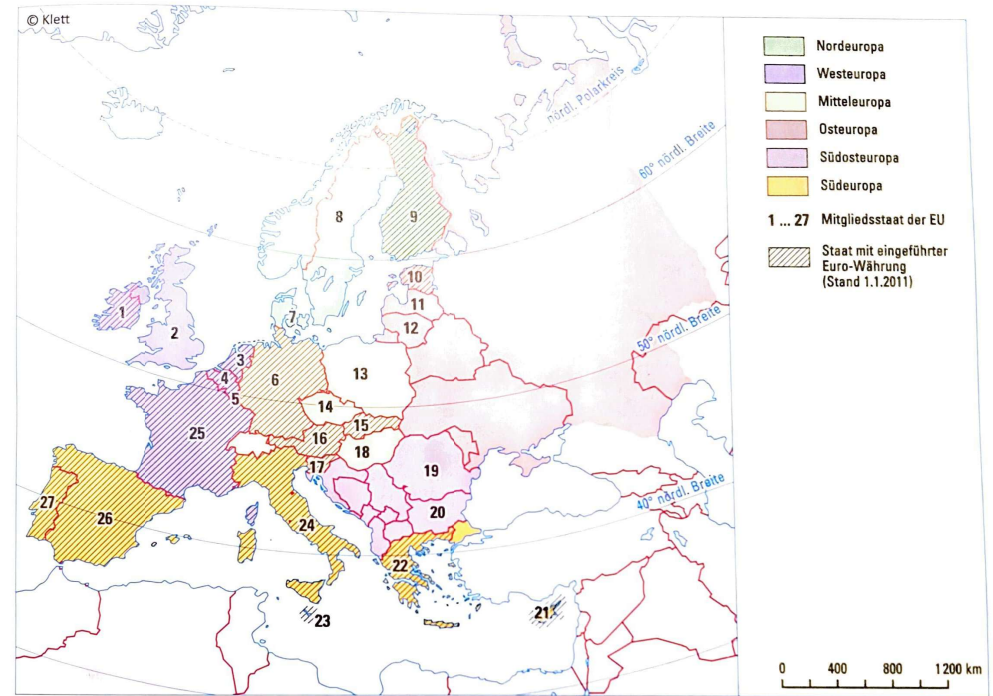 © Klett
Nordeuropa
Westeuropa
Mitteleuropa
Osteuropa
Südosteuropa
Südeuropa
1 ... 27 Mitgliedsstaat der EU
Staat mit eingeführter
Euro-Währung
(Stand 1.1.2011)
nördl. Polarkreis
60° nördl. Breite
50° nördl. Breite
40° nördl. Breite
8
9
10
11
12
1
2
7
3
4
5
6
13
14
15
16
17
18
25
19
20
27
26
24
22
23
21
0 400 800 1200 km